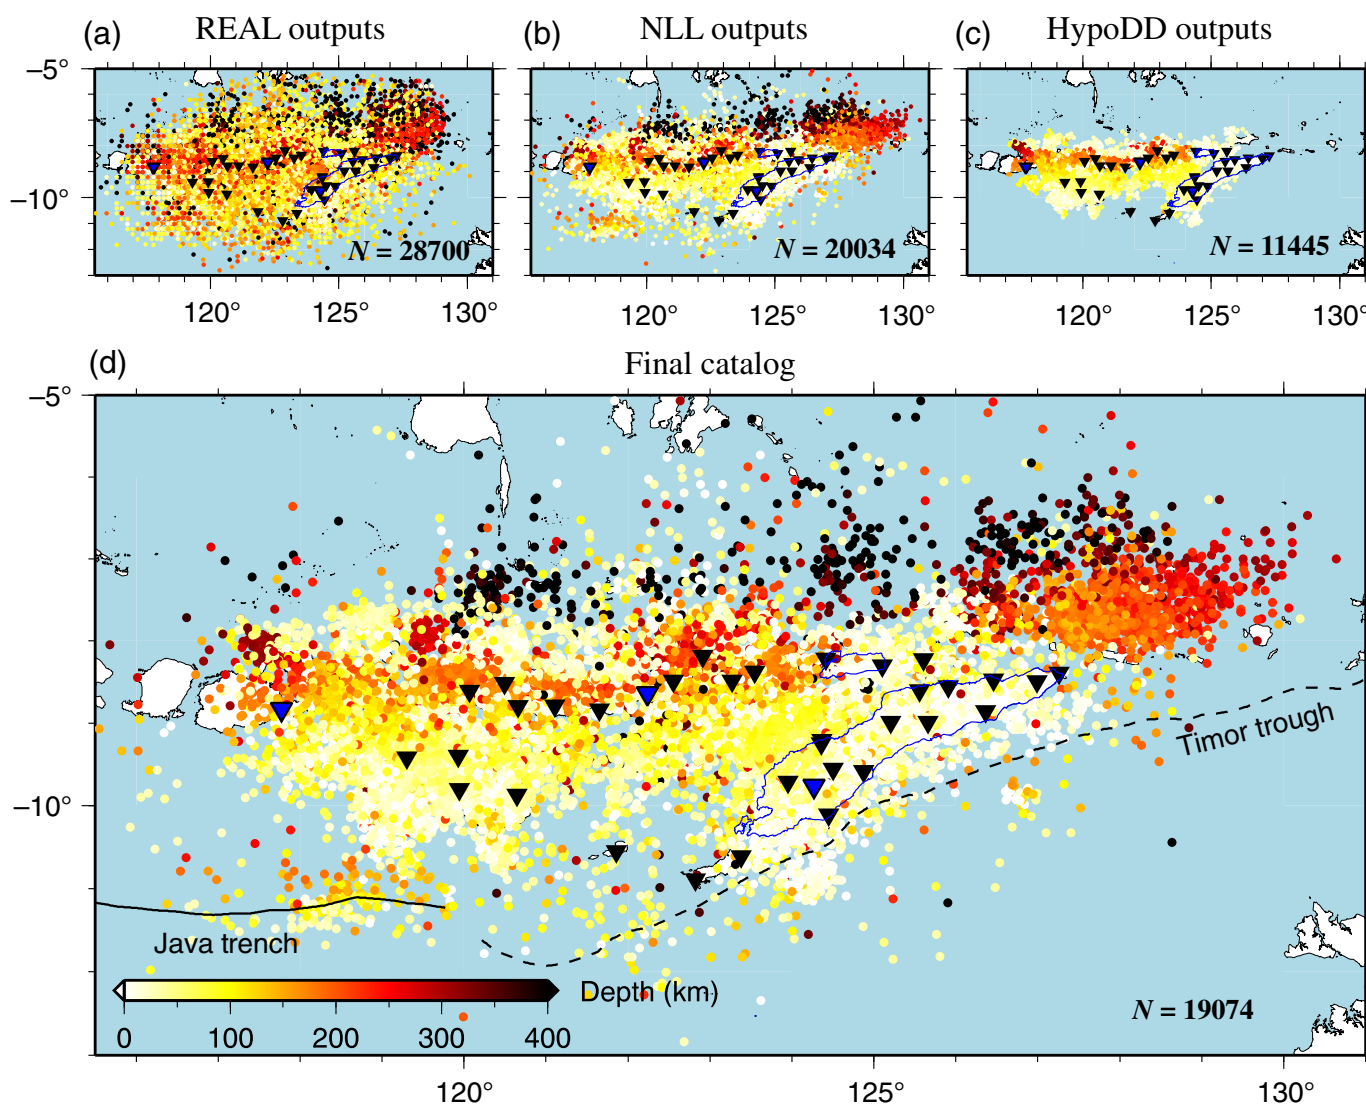 (a) REAL outputs
(b) NLL outputs
(c) HypoDD outputs
−5°
−10°
N = 28700
N = 20034
N = 11445
120° 125° 130°
120° 125° 130°
120° 125° 130°
(d) Final catalog
−5°
−10°
Timor trough
Java trench
Depth (km)
0 100 200 300 400
N = 19074
120° 125° 130°